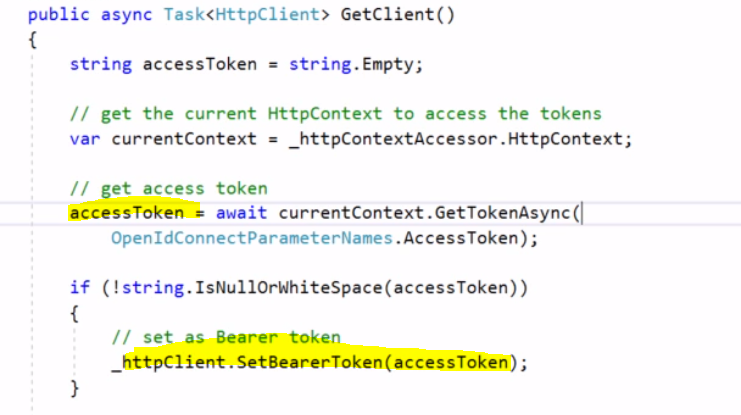 public async Task<HttpClient> GetClient()
{
string accessToken = string.Empty;
// get the current HttpContext to access the tokens
var currentContext = _httpContextAccessor.HttpContext;
// get access token
accessToken = await currentContext.GetTokenAsync(
OpenIdConnectParameterNames.AccessToken);
if (!string.IsNullOrWhiteSpace(accessToken))
{
// set as Bearer token
_httpClient.SetBearerToken(accessToken);
}